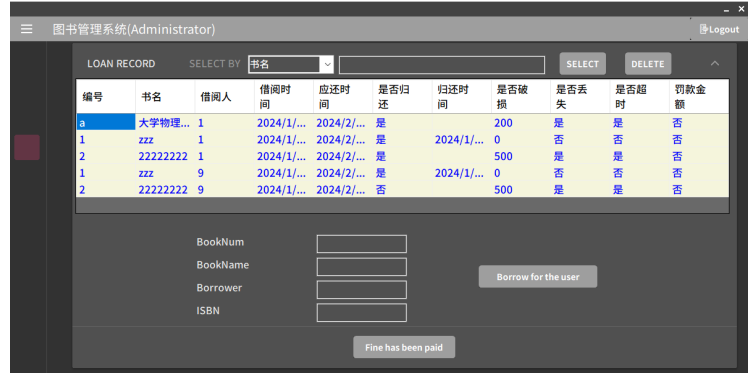 图书管理系统(Administrator)
Logout
LOAN RECORD SELECT BY 书名 SELECT DELETE
编号 书名 借阅人 借阅时间 应还时间 是否归还 归还时间 是否破损 是否丢失 是否超时 罚款金额
a 大学物理... 1 2024/1/... 2024/2/... 是 200 是 是 否
1 zzz 1 2024/1/... 2024/2/... 是 2024/1/... 0 否 否 否
2 22222222 1 2024/1/... 2024/2/... 是 500 是 是 否
1 zzz 9 2024/1/... 2024/2/... 是 2024/1/... 0 否 否 否
2 22222222 9 2024/1/... 2024/2/... 否 500 是 是 否
BookNum
BookName
Borrower
ISBN
Borrow for the user
Fine has been paid